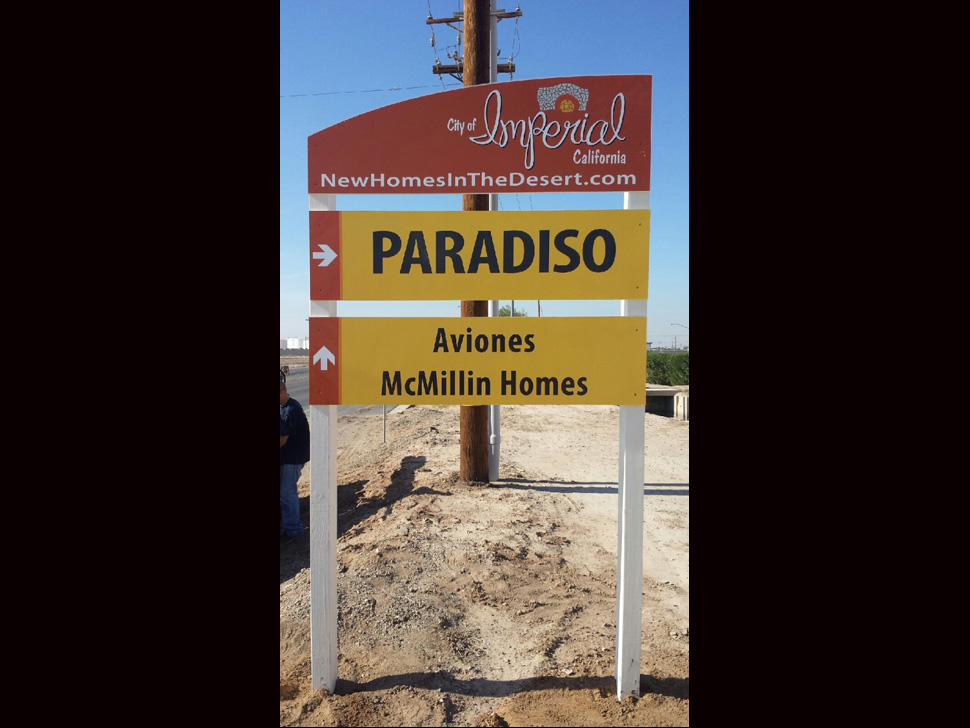 City of Imperial
California
NewHomesInTheDesert.com
PARADISO
Aviones
McMillin Homes